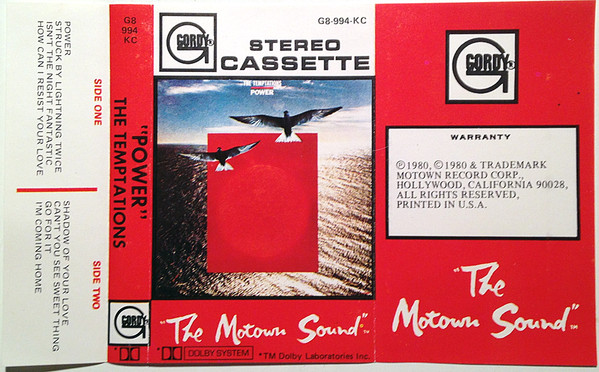 SIDE ONE
POWER
STRUCK BY LIGHTNING TWICE
ISN'T THE NIGHT FANTASTIC
HOW CAN I RESIST YOUR LOVE
SIDE TWO
SHADOW OF YOUR LOVE
CAN'T YOU SEE SWEET THING
GO FOR IT
I'M COMING HOME
G8
994
KC
"POWER"
THE TEMPTATIONS
GORDY®
G8-994-KC
GORDY®
STEREO
CASSETTE
THE TEMPTATIONS
POWER
"The Motown Sound"™
DOLBY SYSTEM
*TM Dolby Laboratories Inc.
GORDY®
WARRANTY
℗1980, ©1980 & TRADEMARK
MOTOWN RECORD CORP.,
HOLLYWOOD, CALIFORNIA 90028,
ALL RIGHTS RESERVED,
PRINTED IN U.S.A.
"The
Motown Sound"™